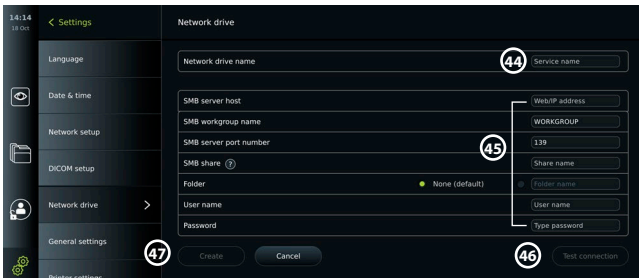 14:14
18 Oct
Settings
Network drive
Language
Date & time
Network setup
DICOM setup
Network drive
General settings
Printer settings
Network drive name
44
Service name
SMB server host
Web/IP address
SMB workgroup name
WORKGROUP
SMB server port number
45
139
SMB share ?
Share name
Folder
None (default)
Folder name
User name
User name
Password
Type password
47
Create
Cancel
46
Test connection